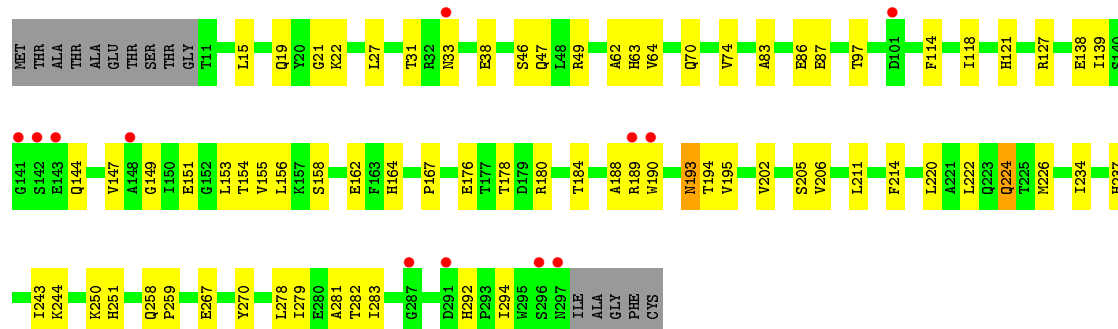 MET THR ALA THR ALA GLU THR SER THR GLY T11 L15 Q19 Y20 G21 K22 L27 T31 R32 N33 E38 S46 Q47 L48 R49 A62 H63 V64 Q70 V74 A83 E86 E87 T97 D101 F114 I118 H121 R127 E138 I139 S140
G141 S142 E143 Q144 V147 A148 G149 I150 E151 G152 L153 T154 V155 L156 K157 S158 E162 F163 H164 P167 E176 T177 T178 D179 R180 T184 A188 R189 W190 N193 T194 V195 V202 S205 V206 L211 F214 L220 A221 L222 Q223 Q224 T225 M226 I234 H237
I243 K244 K250 H251 Q258 P259 E267 Y270 L278 I279 E280 A281 T282 I283 G287 D291 H292 P293 I294 W295 S296 N297 ILE ALA GLY PHE CYS